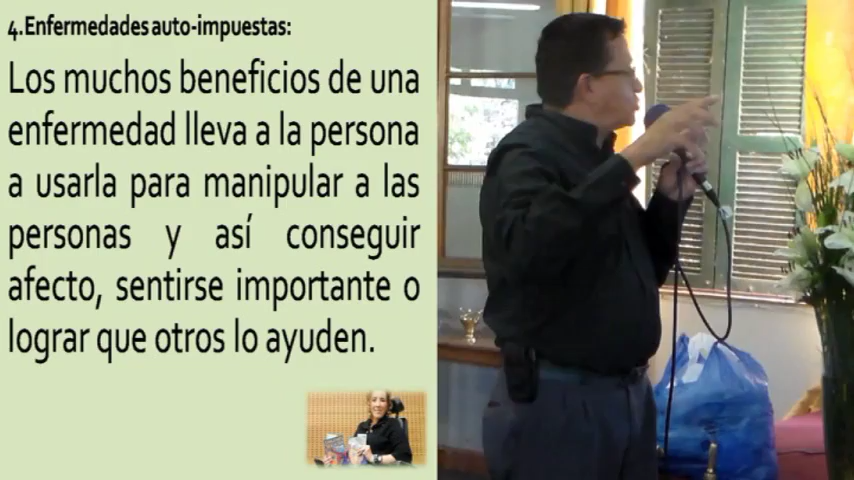 4.Enfermedades auto-impuestas:
Los muchos beneficios de una
enfermedad lleva a la persona
a usarla para manipular a las
personas y así conseguir
afecto, sentirse importante o
lograr que otros lo ayuden.